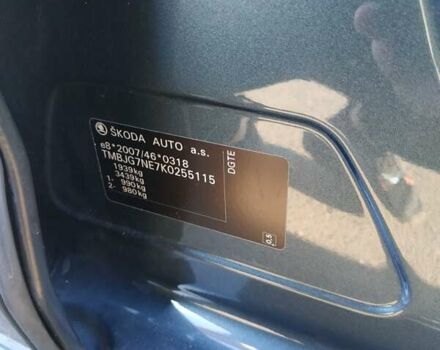 ŠKODA AUTO a.s.
e8*2007/46*0318
TMBJG7NE7K0255115
1939kg
3439kg
1- 990kg
2- 980kg
DGTE
0,5